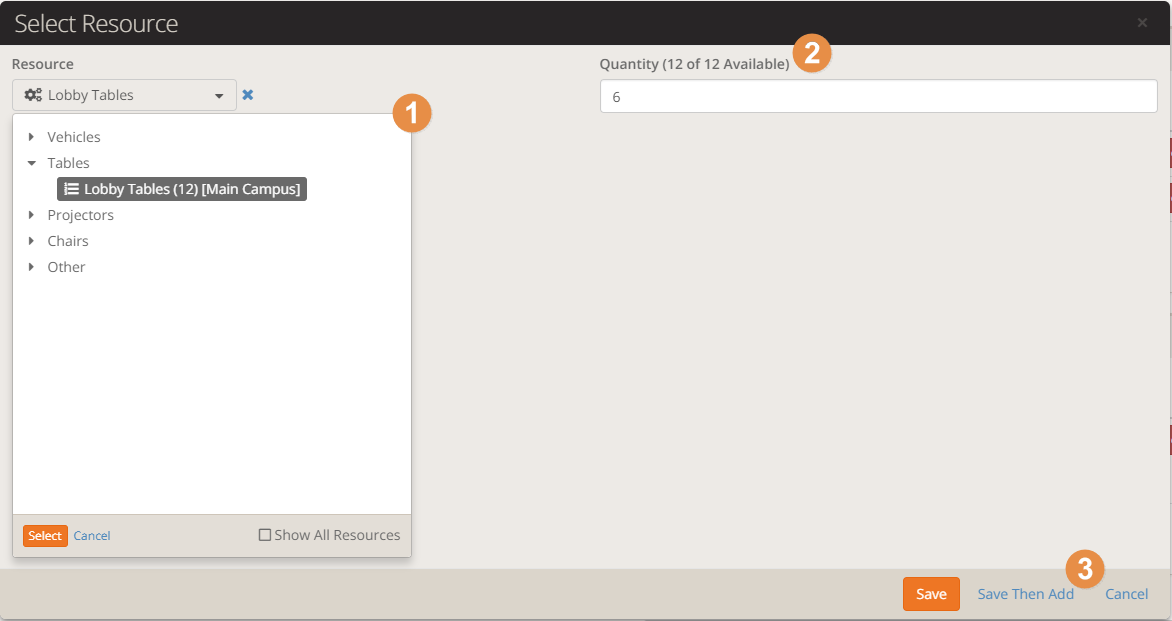 Select Resource
×
Resource
Quantity (12 of 12 Available)
2
Lobby Tables
6
1
Vehicles
Tables
Lobby Tables (12) [Main Campus]
Projectors
Chairs
Other
Select Cancel Show All Resources
3
Save Save Then Add Cancel